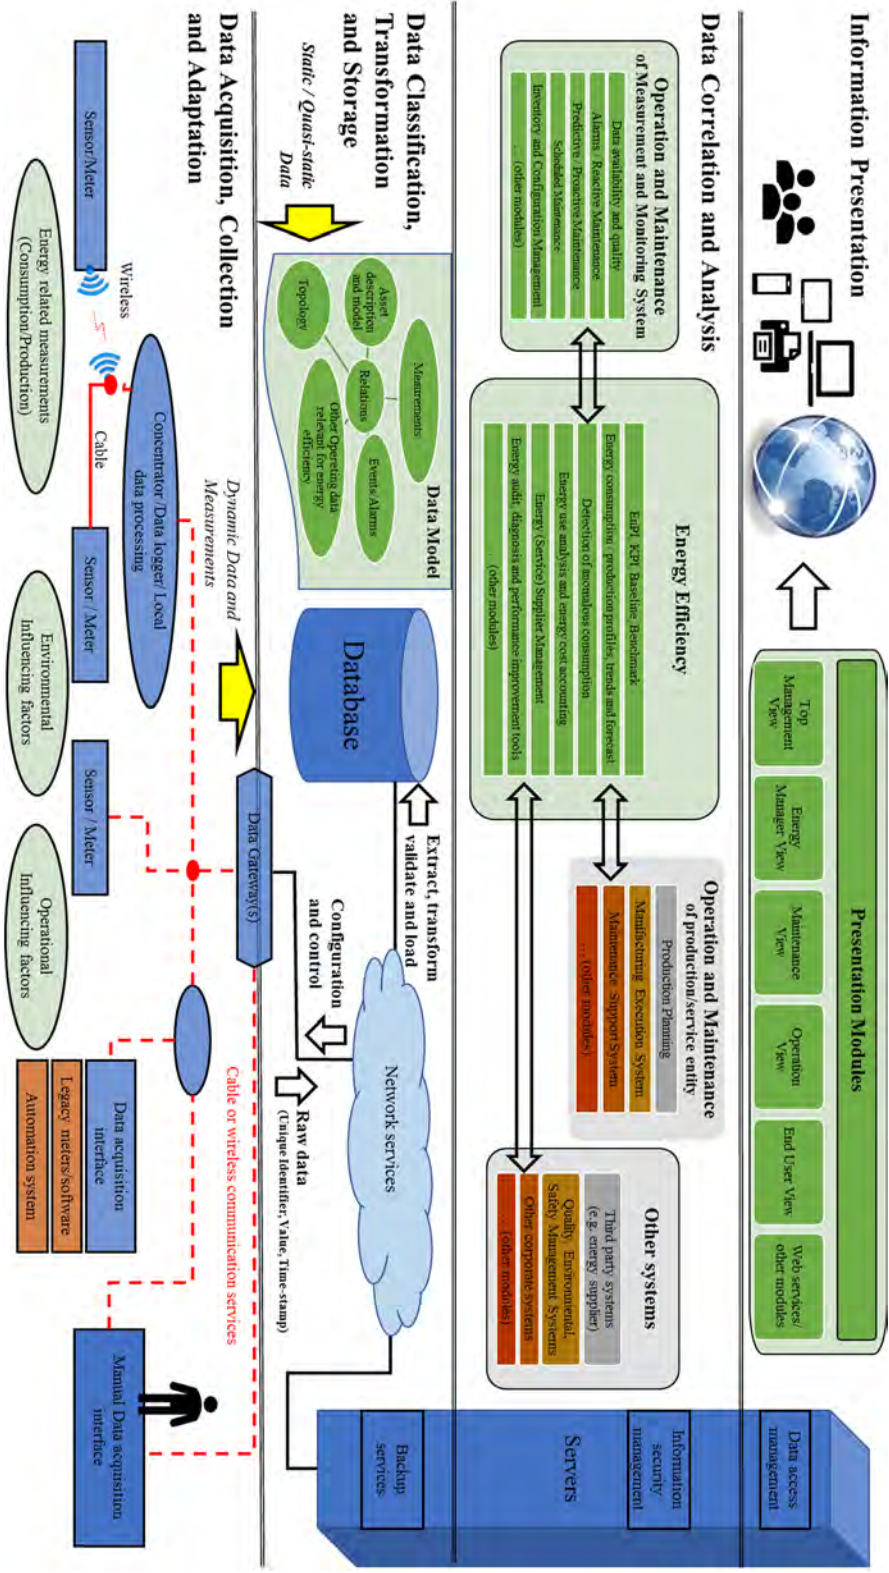 Information Presentation
Presentation Modules
Top
Management
View
Energy
Manager View
Maintenance
View
Operation
View
End User View
Web services/
other modules
Data access
management
Data Correlation and Analysis
Operation and Maintenance
of Measurement and Monitoring System
Data availability and quality
Alarms / Reactive Maintenance
Predictive / Proactive Maintenance
Scheduled Maintenance
Inventory and Configuration Management
… (other modules)
Energy Efficiency
EnPI, KPI, Baseline, Benchmark
Energy consumption / production profiles, trends and forecast
Detection of anomalous consumption
Energy use analysis and energy cost accounting
Energy (Service) Supplier Management
Energy audit, diagnosis and performance improvement tools
… (other modules)
Operation and Maintenance
of production/service entity
Production Planning
Manifacturing Execution System
Maintenance Support System
… (other modules)
Other systems
Third party systems
(e.g. energy supplier)
Quality, Environmental,
Safety Management Systems
Other corporate systems
… (other modules)
Information
security
management
Servers
Data Classification,
Transformation
and Storage
Static / Quasi-static
Data
Data Model
Measurements
Asset
description
and model
Events/Alarms
Relations
Topology
Other Opereting data
relevant for energy
efficiency
Database
Extract, transform
validate and load
Network services
Configuration
and control
Raw data
(Unique Identifier, Value, Time-stamp)
Backup
services
Data Acquisition, Collection
and Adaptation
Dynamic Data and
Measurements
Data Gateway(s)
Cable or wireless communication services
Concentrator /Data logger/ Local
data processing
Wireless
Cable
Sensor/Meter
Sensor / Meter
Sensor / Meter
Data acquisition
interface
Legacy meters/software
Automation system
Manual Data acquisition
interface
Energy related measurements
(Consumption/Production)
Environmental
Influencing factors
Operational
Influencing factors